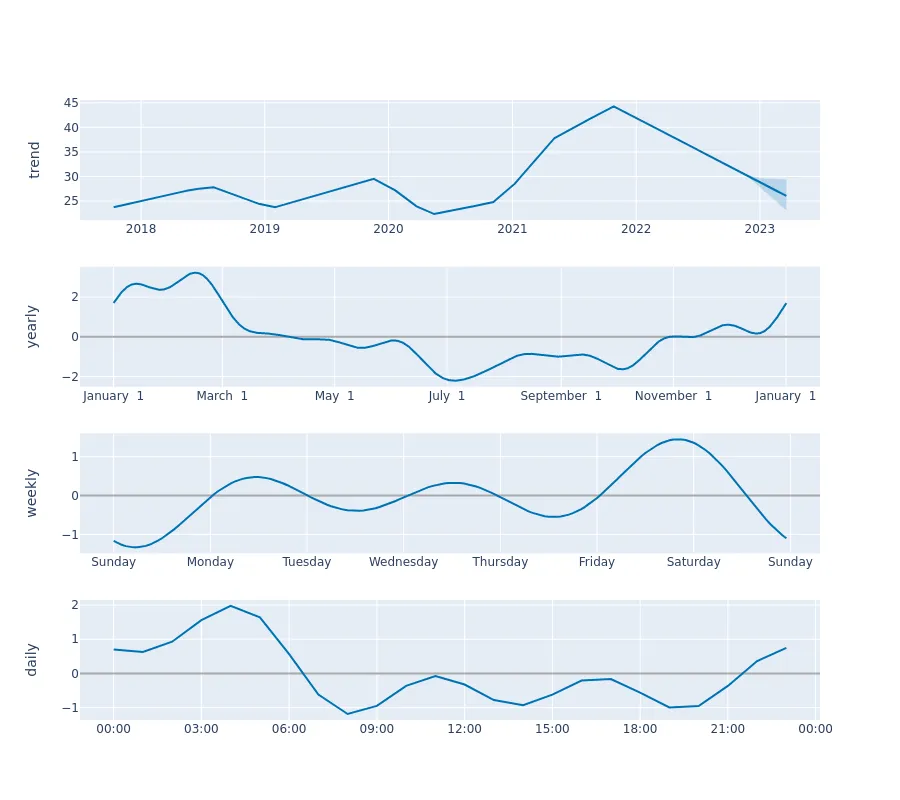 trend
45
40
35
30
25
2018 2019 2020 2021 2022 2023
yearly
2
0
−2
January 1 March 1 May 1 July 1 September 1 November 1 January 1
weekly
1
0
−1
Sunday Monday Tuesday Wednesday Thursday Friday Saturday Sunday
daily
2
1
0
−1
00:00 03:00 06:00 09:00 12:00 15:00 18:00 21:00 00:00